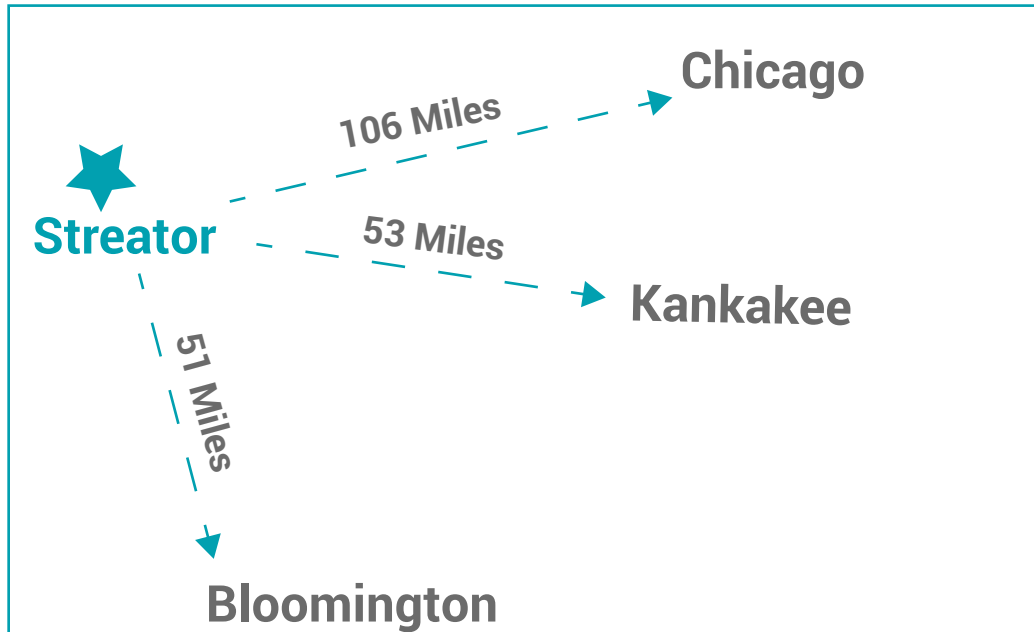 Chicago
106 Miles
Streator
53 Miles
Kankakee
51 Miles
Bloomington